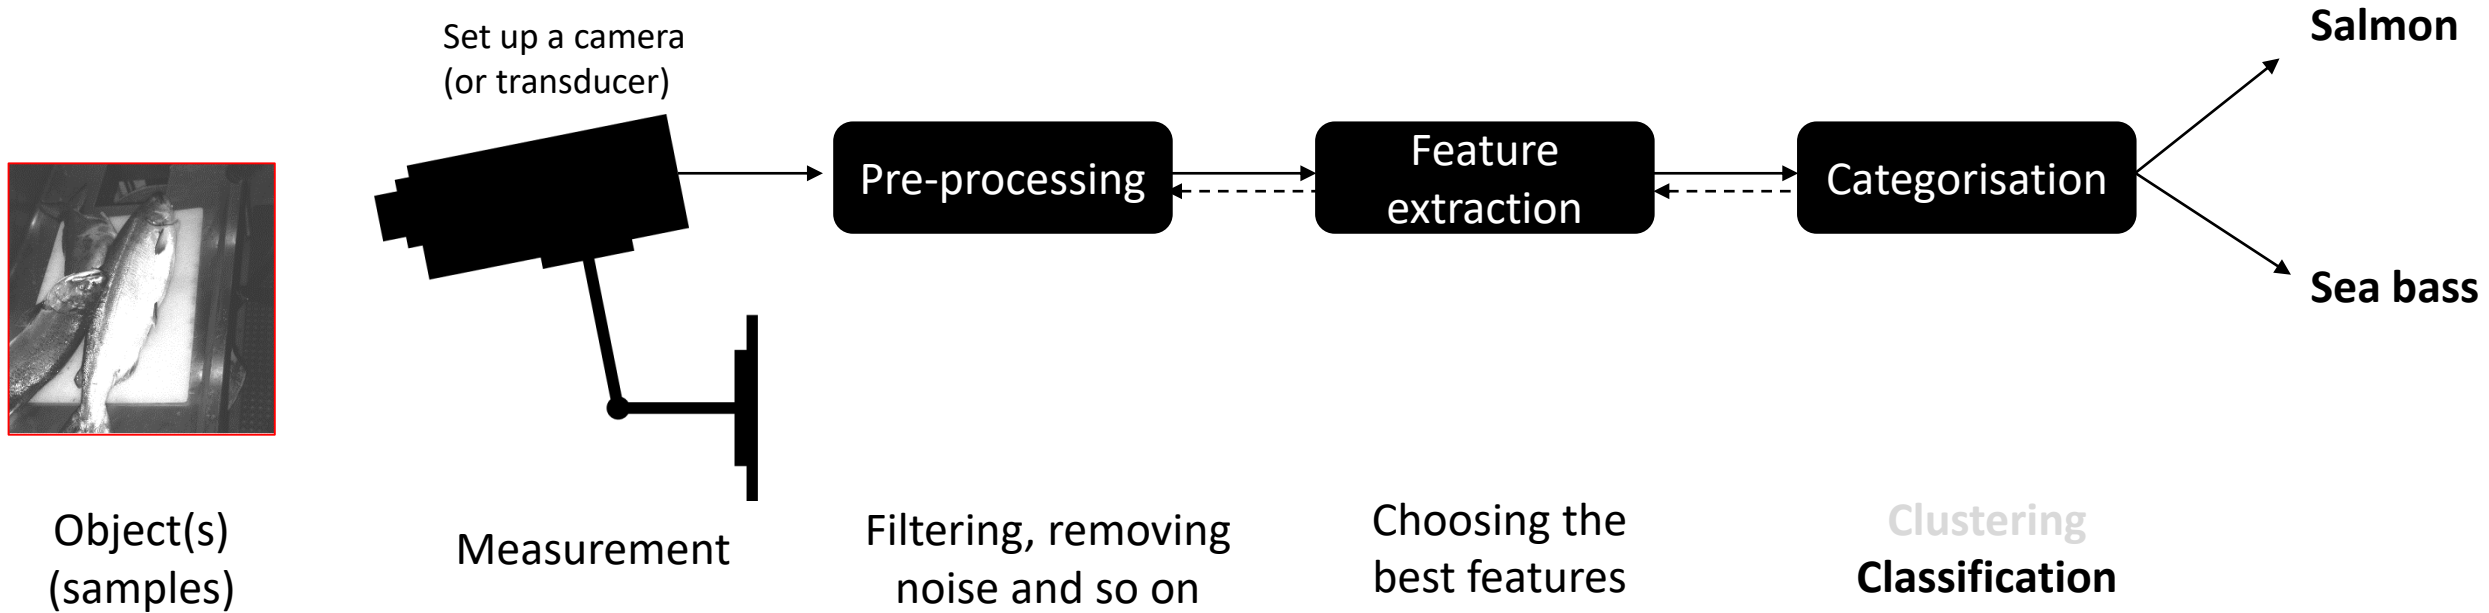 Set up a camera
(or transducer)
Salmon
Pre-processing
Feature
extraction
Categorisation
Sea bass
Object(s)
(samples)
Measurement
Filtering, removing
noise and so on
Choosing the
best features
Clustering
Classification